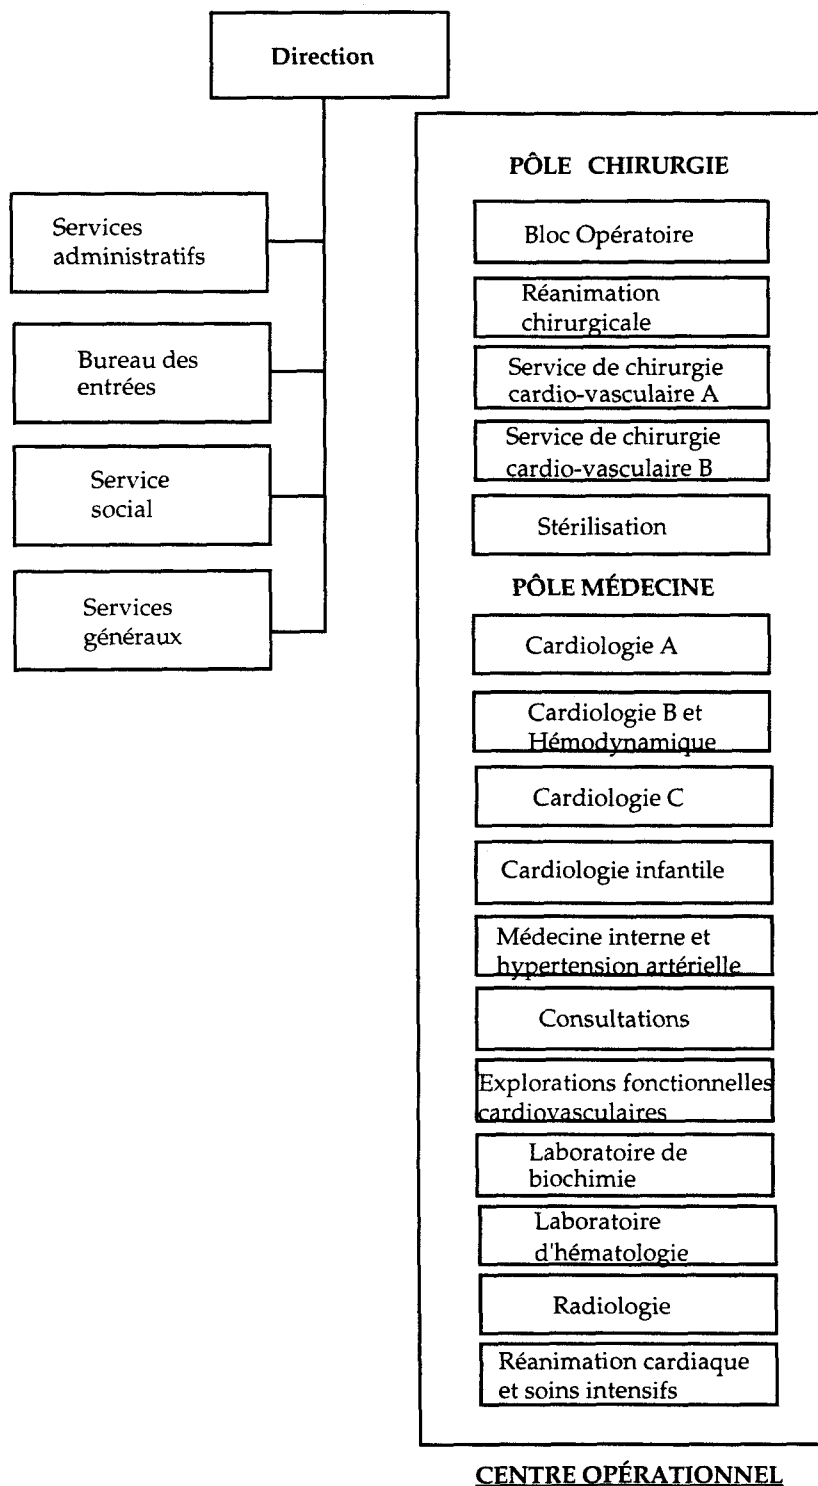 Direction
Services
administratifs
Bureau des
entrées
Service
social
Services
généraux
PÔLE CHIRURGIE
Bloc Opératoire
Réanimation
chirurgicale
Service de chirurgie
cardio-vasculaire A
Service de chirurgie
cardio-vasculaire B
Stérilisation
PÔLE MÉDECINE
Cardiologie A
Cardiologie B et
Hémodynamique
Cardiologie C
Cardiologie infantile
Médecine interne et
hypertension artérielle
Consultations
Explorations fonctionnelles
cardiovasculaires
Laboratoire de
biochimie
Laboratoire
d'hématologie
Radiologie
Réanimation cardiaque
et soins intensifs
CENTRE OPÉRATIONNEL